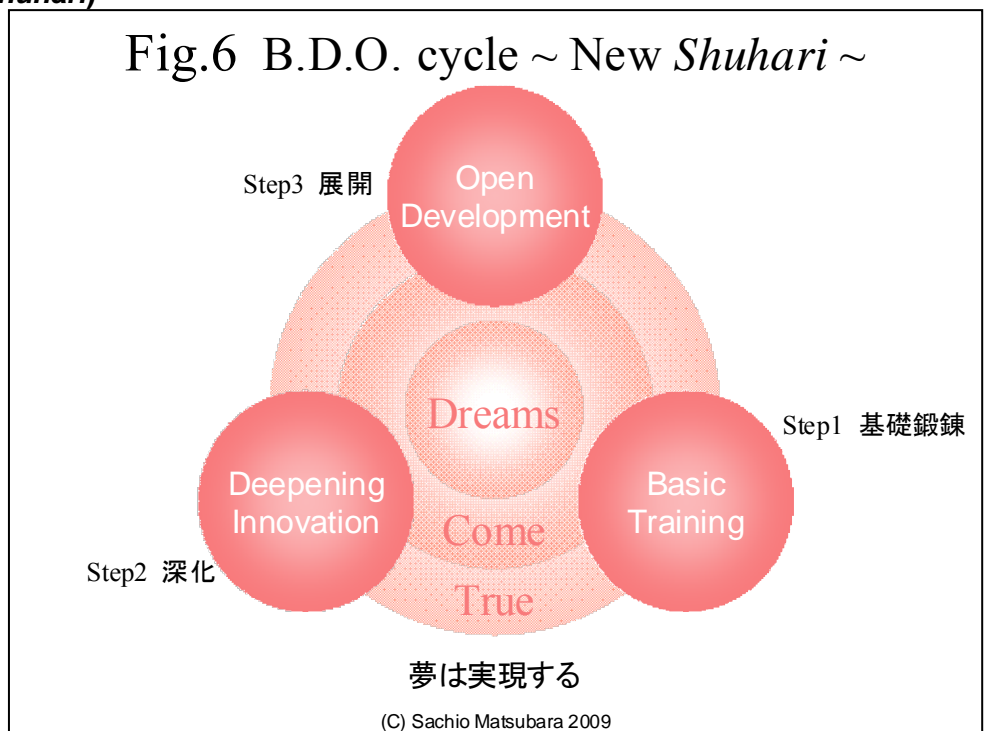 huhari)
Fig.6 B.D.O. cycle ~ New Shuhari ~
Step3 展開
Open
Development
Dreams
Step1 基礎鍛錬
Deepening
Innovation
Basic
Training
Come
Step2 深化
True
夢は実現する
(C) Sachio Matsubara 2009